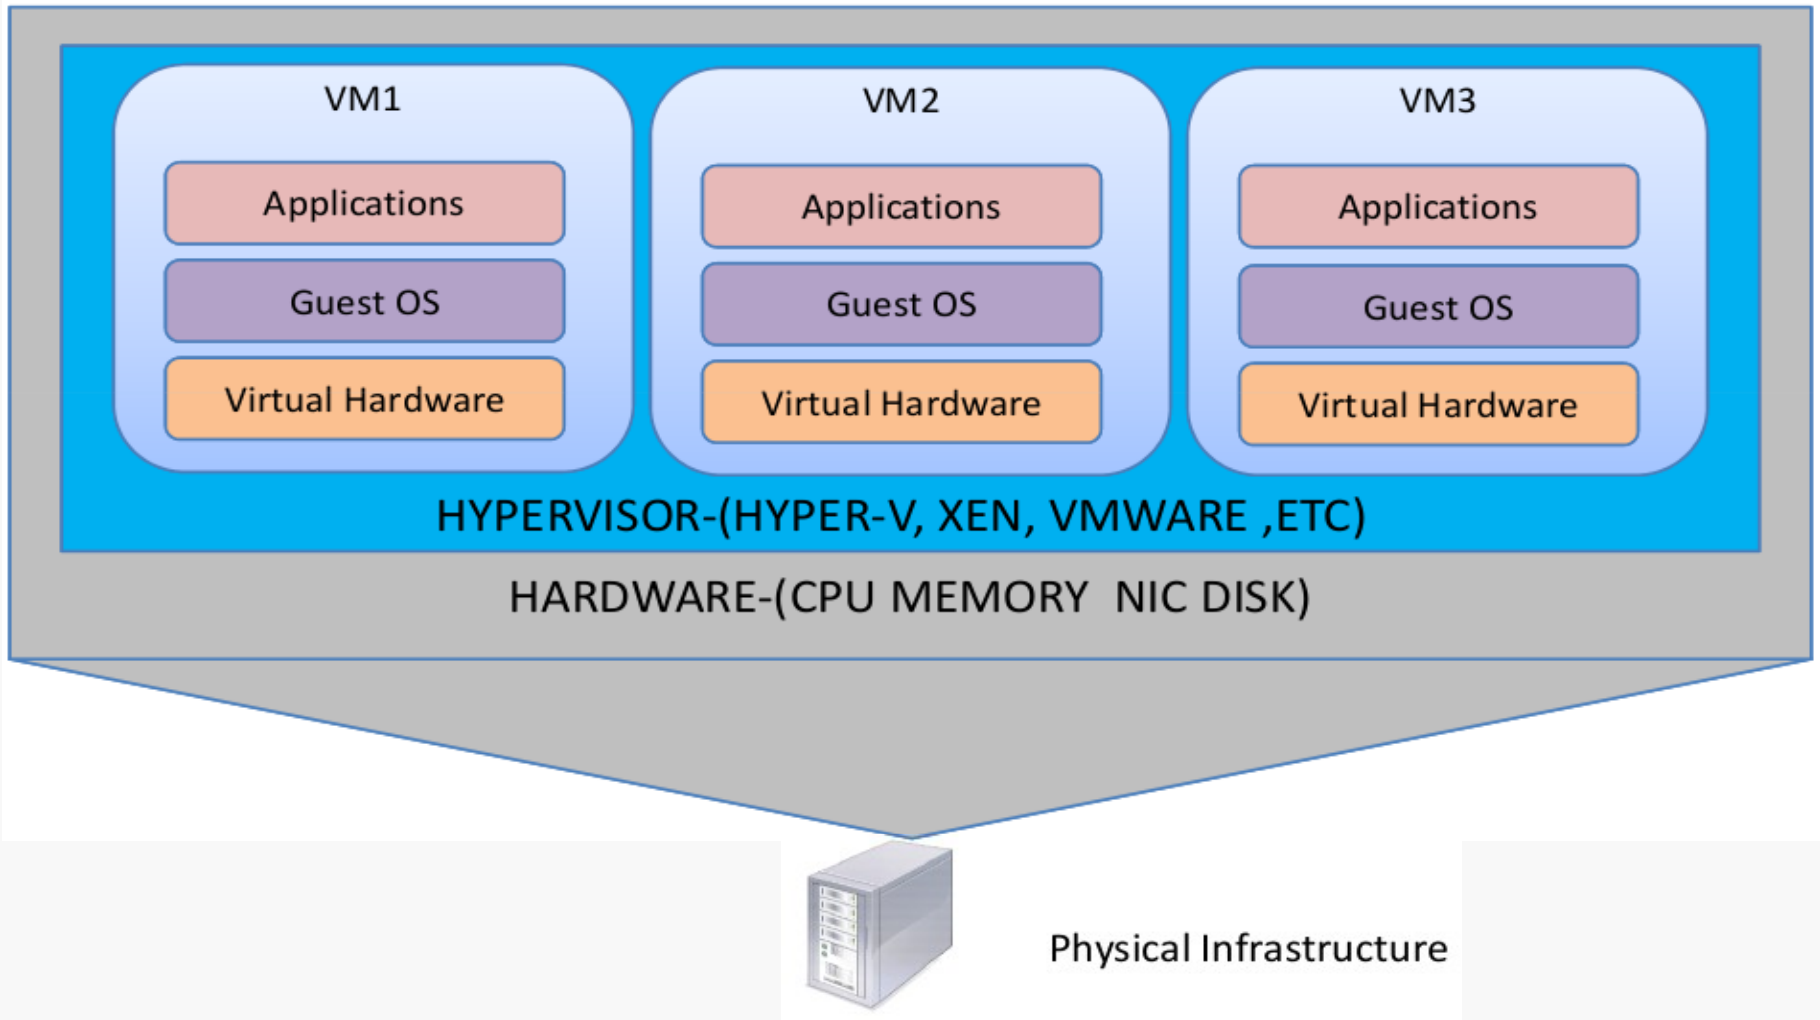 VM1
Applications
Guest OS
Virtual Hardware
VM2
Applications
Guest OS
Virtual Hardware
VM3
Applications
Guest OS
Virtual Hardware
HYPERVISOR-(HYPER-V, XEN, VMWARE ,ETC)
HARDWARE-(CPU MEMORY  NIC DISK)
Physical Infrastructure